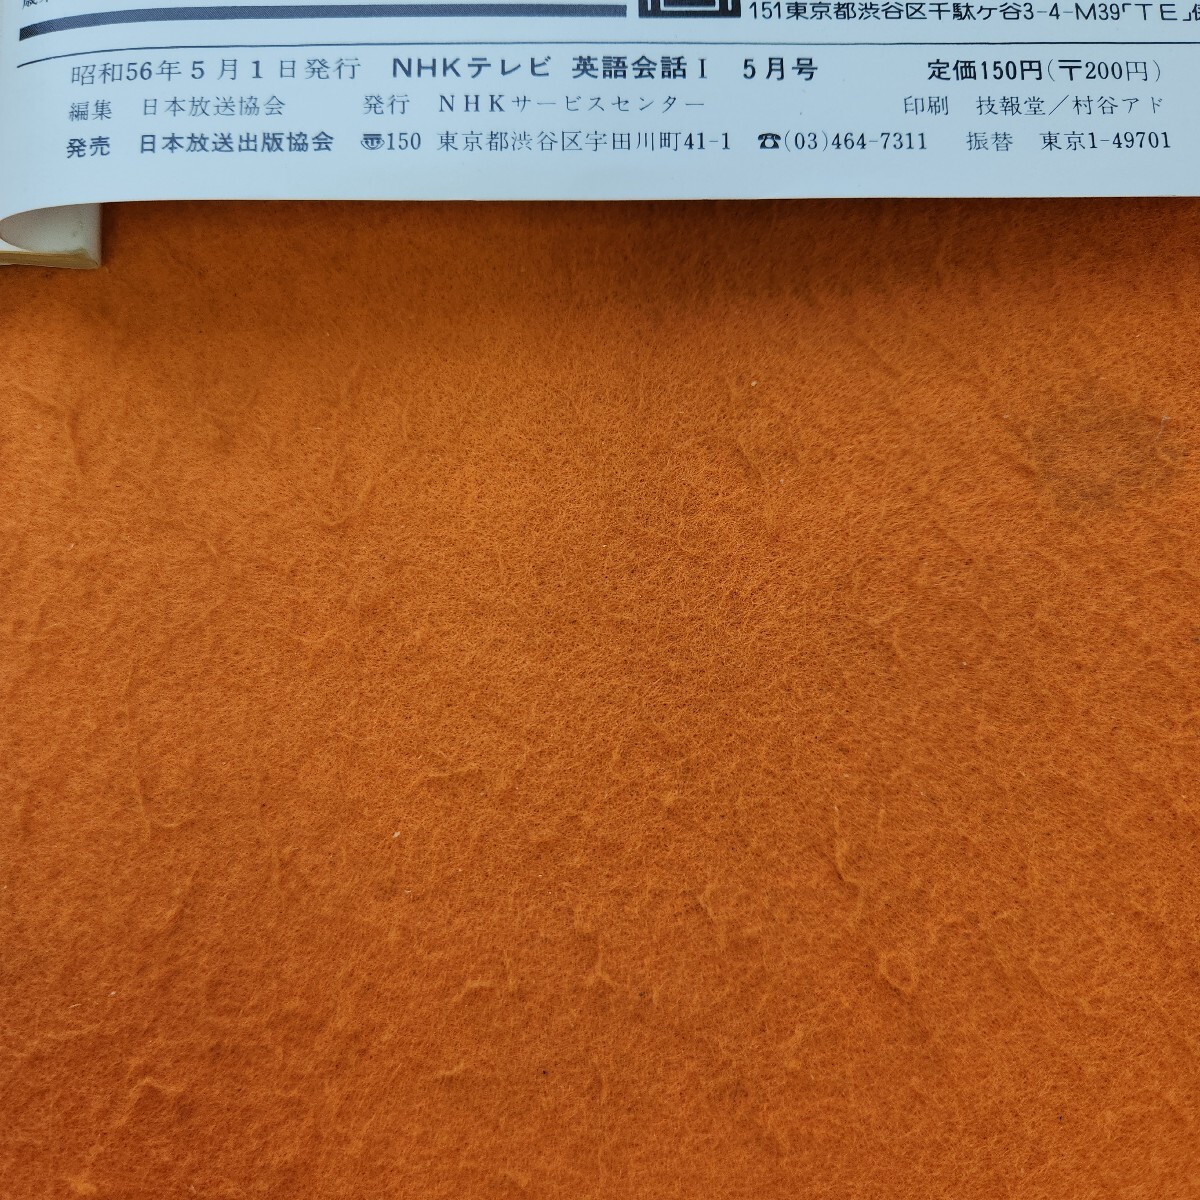 151東京都渋谷区千駄ケ谷3-4-M39「TE」
昭和56年5月1日発行 NHKテレビ 英語会話Ⅰ 5月号 定価150円(〒200円)
編集 日本放送協会 発行 NHKサービスセンター 印刷 技報堂/村谷アド
発売 日本放送出版協会 〠150 東京都渋谷区宇田川町41-1 ☎(03)464-7311 振替 東京1-49701